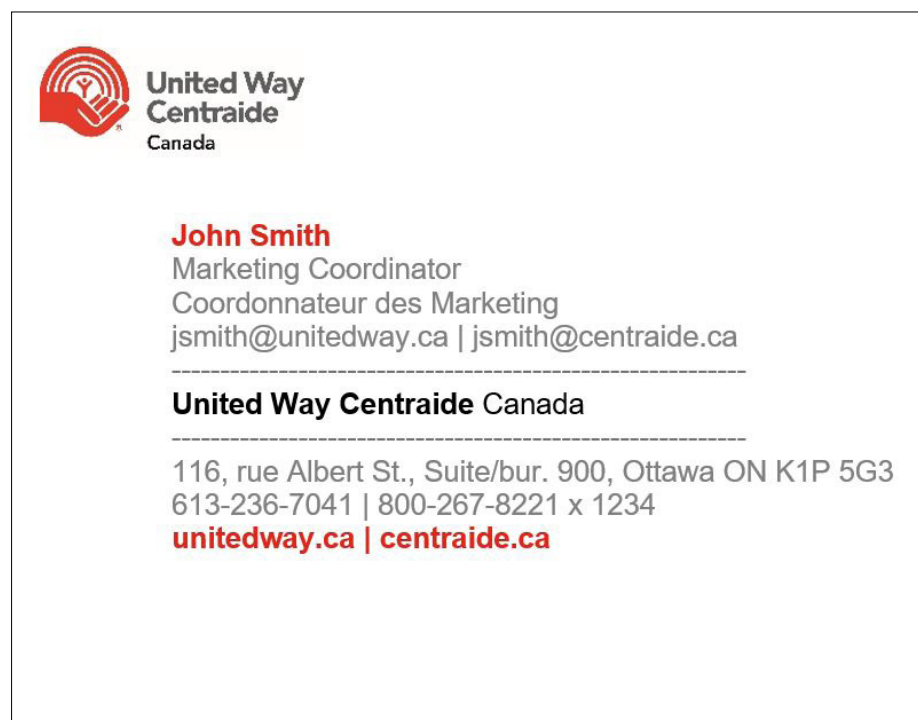 United Way
Centraide
Canada
John Smith
Marketing Coordinator
Coordonnateur des Marketing
jsmith@unitedway.ca | jsmith@centraide.ca
-----------------------------------------------------------
United Way Centraide Canada
-----------------------------------------------------------
116, rue Albert St., Suite/bur. 900, Ottawa ON K1P 5G3
613-236-7041 | 800-267-8221 x 1234
unitedway.ca | centraide.ca